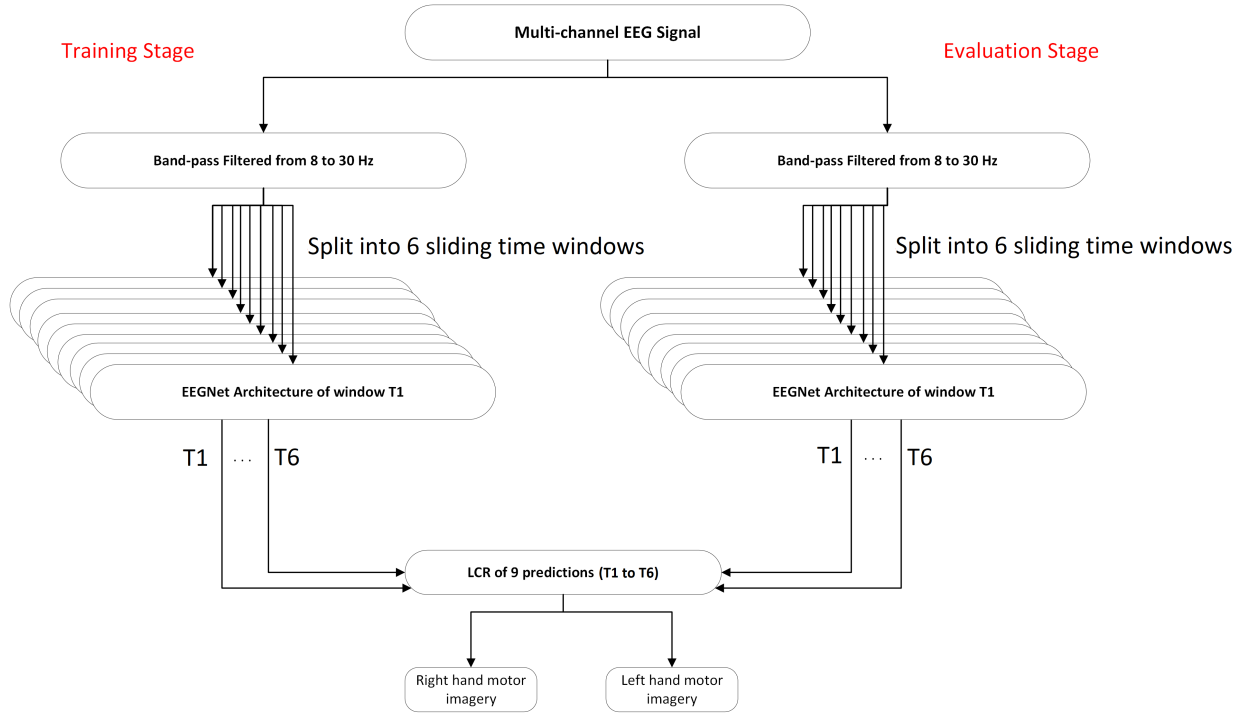 Multi-channel EEG Signal
Training Stage
Evaluation Stage
Band-pass Filtered from 8 to 30 Hz
Band-pass Filtered from 8 to 30 Hz
Split into 6 sliding time windows
Split into 6 sliding time windows
EEGNet Architecture of window T1
EEGNet Architecture of window T1
T1 ... T6
T1 ... T6
LCR of 9 predictions (T1 to T6)
Right hand motor
imagery
Left hand motor
imagery